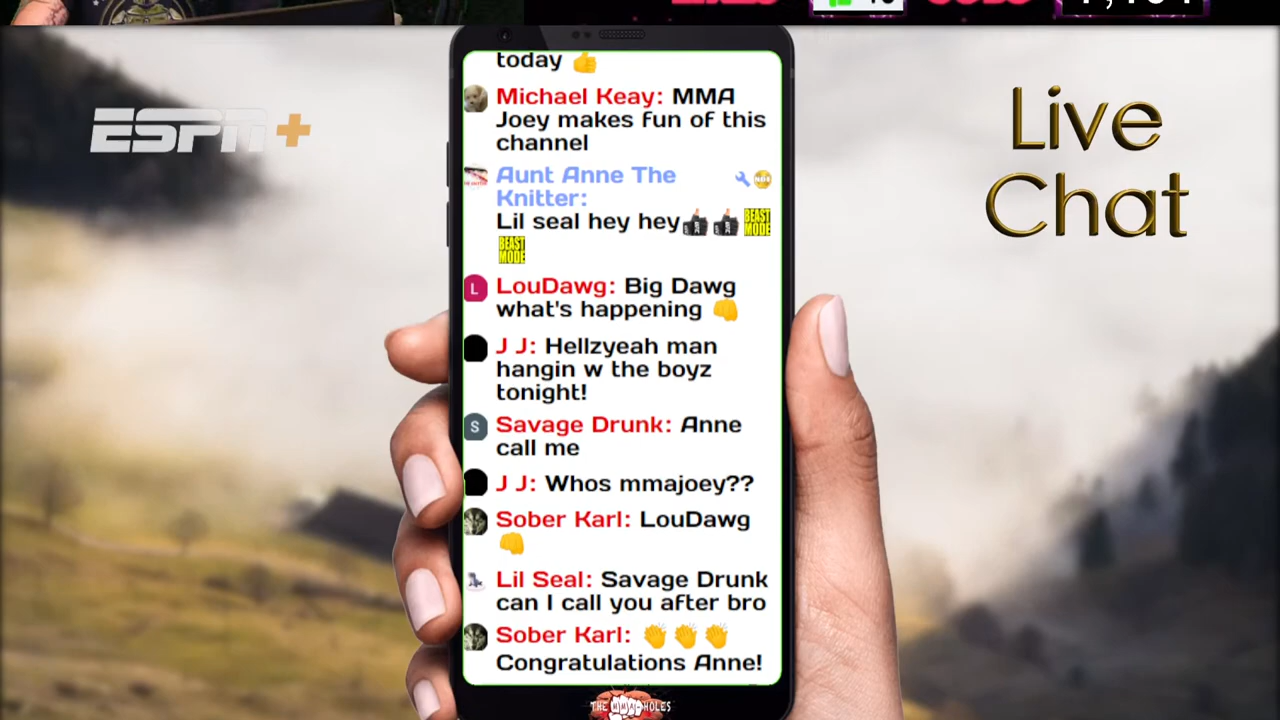 today 👍
ESPN+
Live
Chat
Michael Keay: MMA
Joey makes fun of this
channel
Aunt Anne The
Knitter:
Lil seal hey hey BEAST MODE
BEAST MODE
L LouDawg: Big Dawg
what's happening 👊
J J: Hellzyeah man
hangin w the boyz
tonight!
S Savage Drunk: Anne
call me
J J: Whos mmajoey??
Sober Karl: LouDawg
👊
Lil Seal: Savage Drunk
can I call you after bro
Sober Karl: 👏👏👏
Congratulations Anne!
THE MMA-HOLES